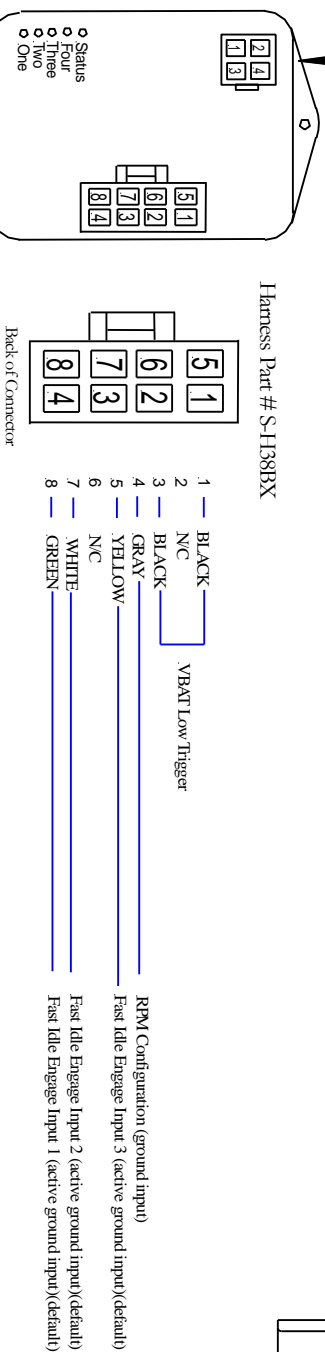 2 4
1 3
.1 2 3 4
5 6 .7 8
Status
Four
.Three
.Two
.One
Harness Part # S-H38BX
1 2 3 .4
5 6 .7 8
Back of Connector
.1 BLACK
2 N/C
3 BLACK
.VBAT Low Trigger
4 .GRAY .RPM Configuration (ground input)
5 .YELLOW .Fast Idle Engage Input 3 (active ground input)(default)
6 N/C
7 .WHITE .Fast Idle Engage Input 2 (active ground input)(default)
8 GREEN .Fast Idle Engage Input 1 (active ground input)(default)